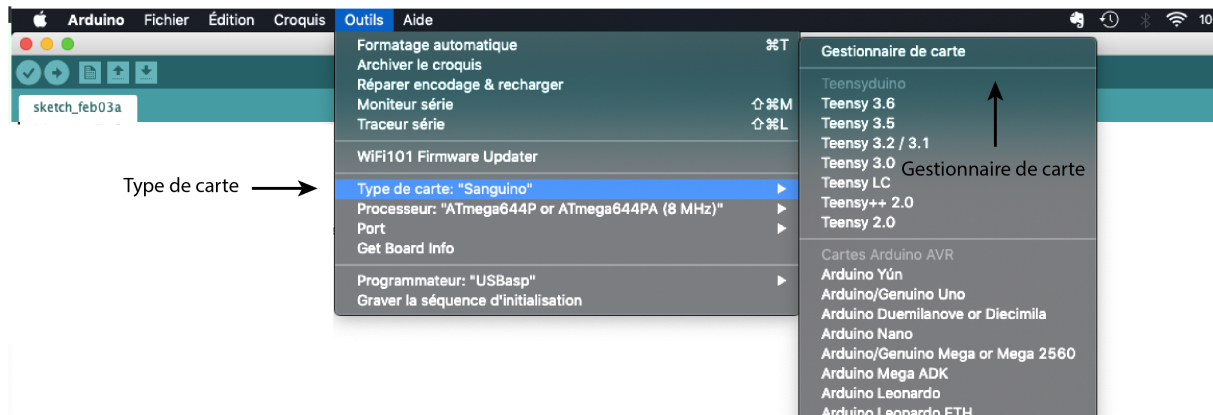 Arduino Fichier Édition Croquis Outils Aide 10
sketch_feb03a
Formatage automatique ⌘T
Archiver le croquis
Réparer encodage & recharger
Moniteur série ⇧⌘M
Traceur série ⇧⌘L
WiFi101 Firmware Updater
Type de carte: "Sanguino"
Processeur: "ATmega644P or ATmega644PA (8 MHz)"
Port
Get Board Info
Programmateur: "USBasp"
Graver la séquence d'initialisation
Type de carte
Gestionnaire de carte
Teensyduino
Teensy 3.6
Teensy 3.5
Teensy 3.2 / 3.1
Teensy 3.0
Teensy LC
Teensy++ 2.0
Teensy 2.0
Gestionnaire de carte
Cartes Arduino AVR
Arduino Yún
Arduino/Genuino Uno
Arduino Duemilanove or Diecimila
Arduino Nano
Arduino/Genuino Mega or Mega 2560
Arduino Mega ADK
Arduino Leonardo
Arduino Leonardo ETH